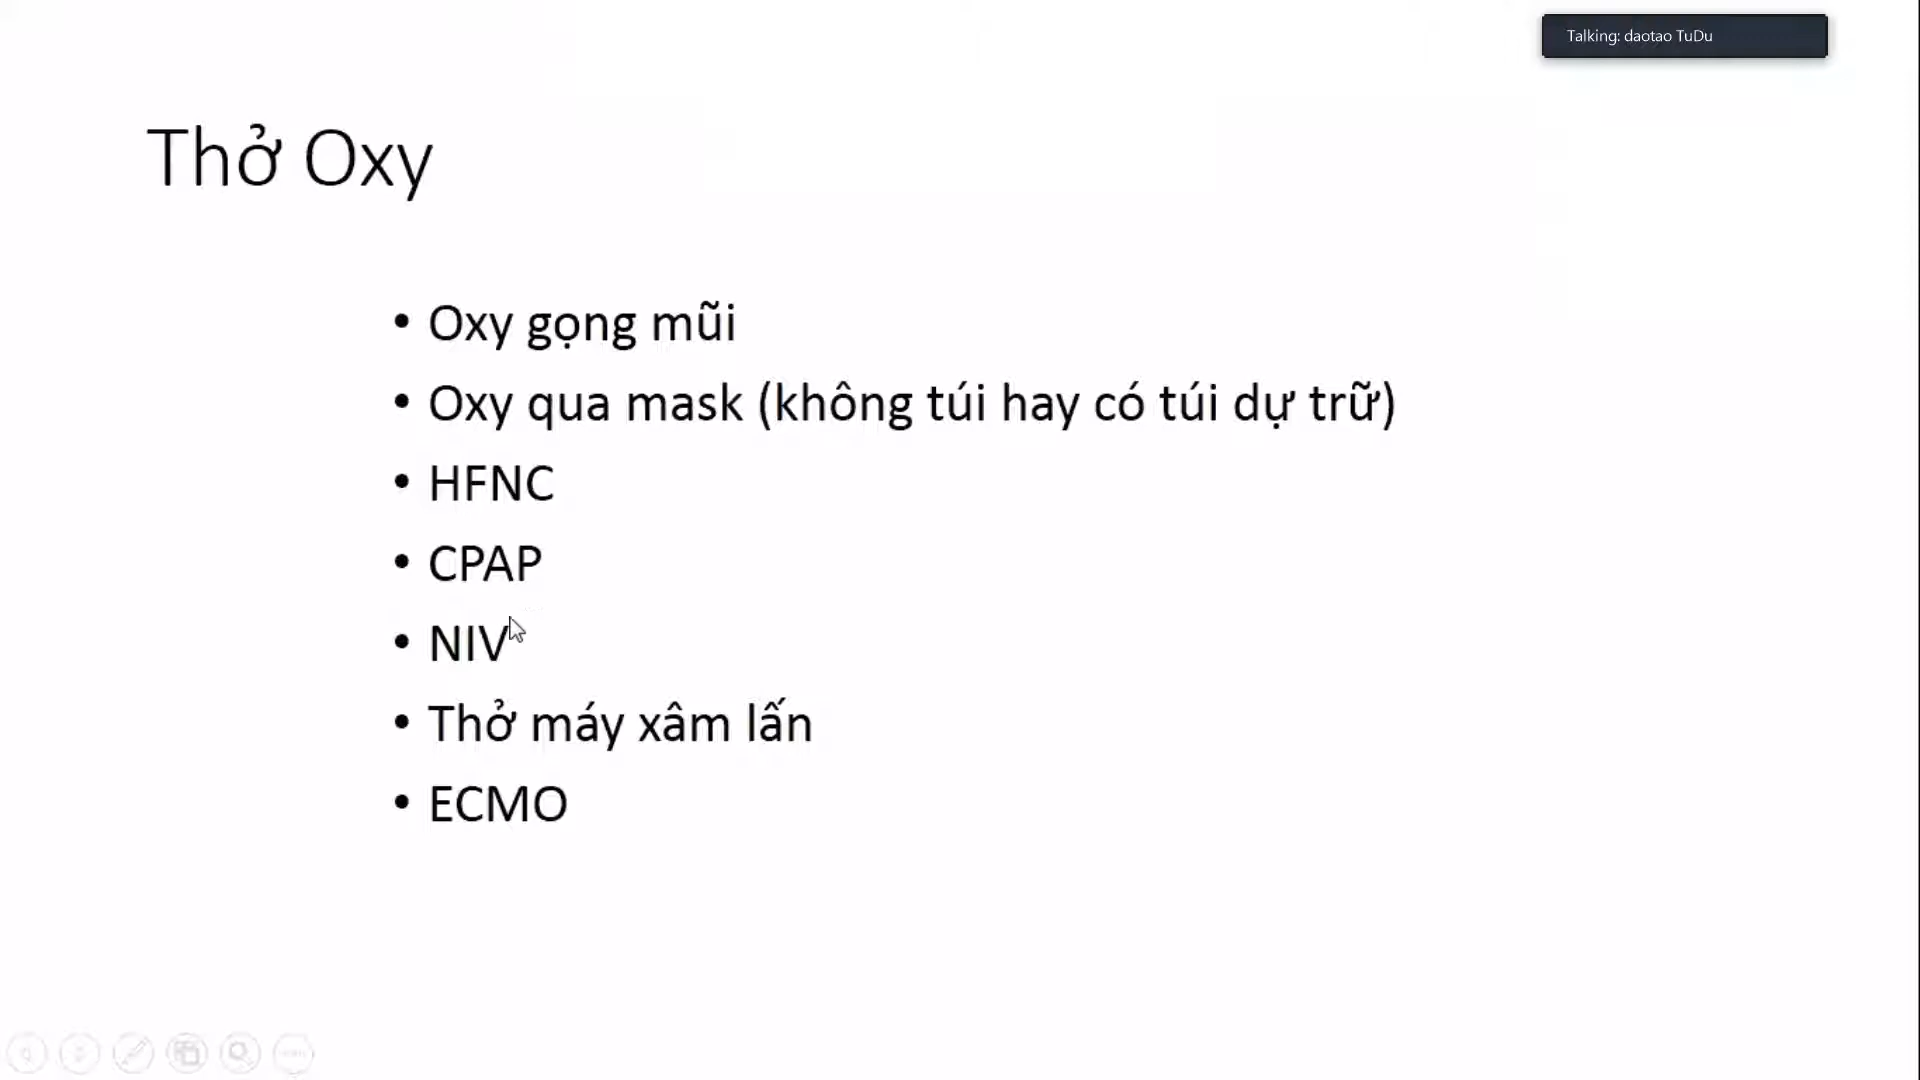 Talking: daotao TuDu
Thở Oxy
• Oxy gọng mũi
• Oxy qua mask (không túi hay có túi dự trữ)
• HFNC
• CPAP
• NIV
• Thở máy xâm lấn
• ECMO